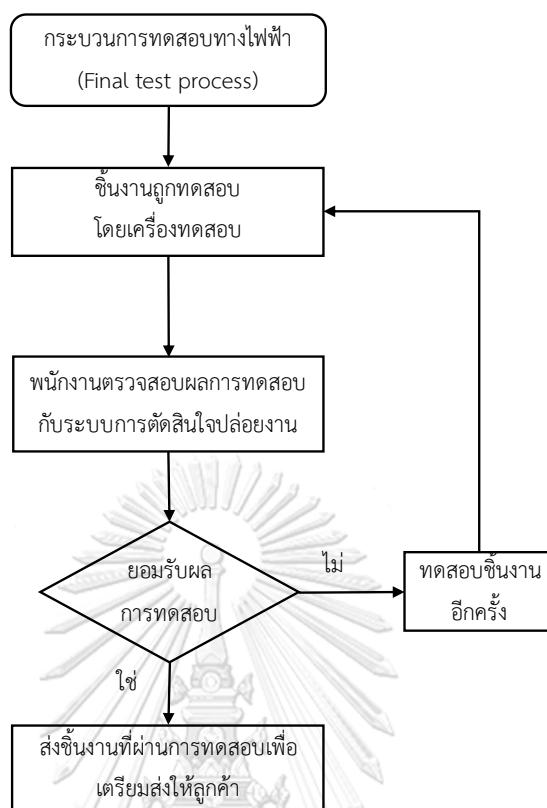 กระบวนการทดสอบทางไฟฟ้า
(Final test process)
ชิ้นงานถูกทดสอบ
โดยเครื่องทดสอบ
พนักงานตรวจสอบผลการทดสอบ
กับระบบการตัดสินใจปล่อยงาน
ยอมรับผล
การทดสอบ
ไม่
ทดสอบชิ้นงาน
อีกครั้ง
ใช่
ส่งชิ้นงานที่ผ่านการทดสอบเพื่อ
เตรียมส่งให้ลูกค้า